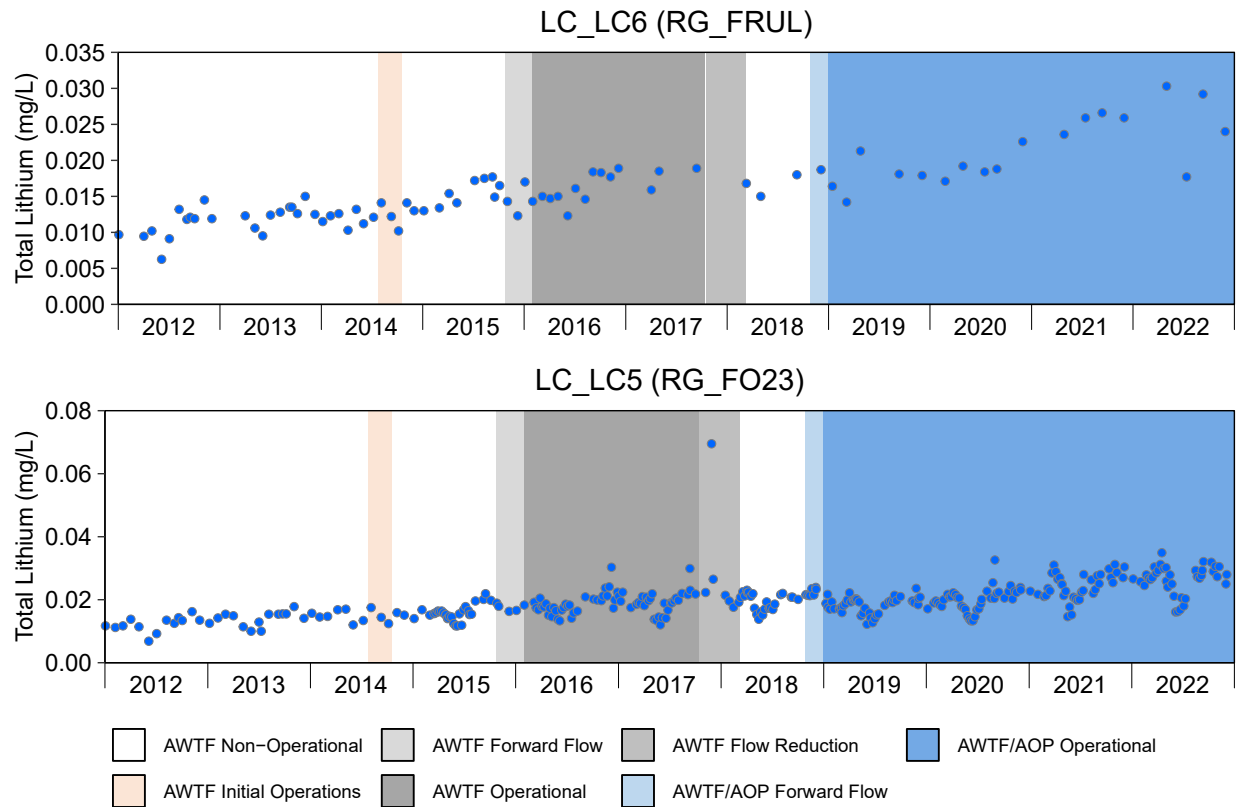 LC_LC6 (RG_FRUL)
Total Lithium (mg/L)
0.035
0.030
0.025
0.020
0.015
0.010
0.005
0.000
2012 2013 2014 2015 2016 2017 2018 2019 2020 2021 2022
LC_LC5 (RG_FO23)
Total Lithium (mg/L)
0.08
0.06
0.04
0.02
0.00
2012 2013 2014 2015 2016 2017 2018 2019 2020 2021 2022
AWTF Non−Operational AWTF Forward Flow AWTF Flow Reduction AWTF/AOP Operational
AWTF Initial Operations AWTF Operational AWTF/AOP Forward Flow